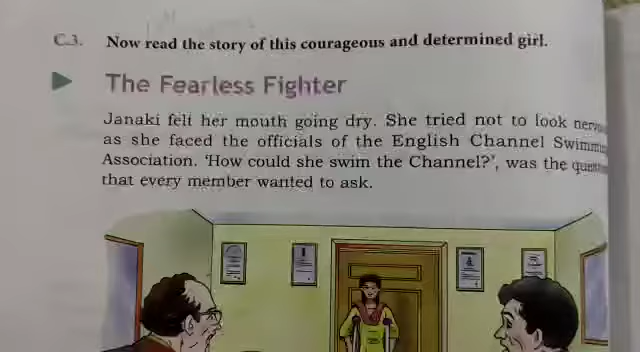 C.3. Now read the story of this courageous and determined girl.
The Fearless Fighter
Janaki felt her mouth going dry. She tried not to look
as she faced the officials of the English Channel
Association. 'How could she swim the Channel?', was the
that every member wanted to ask.